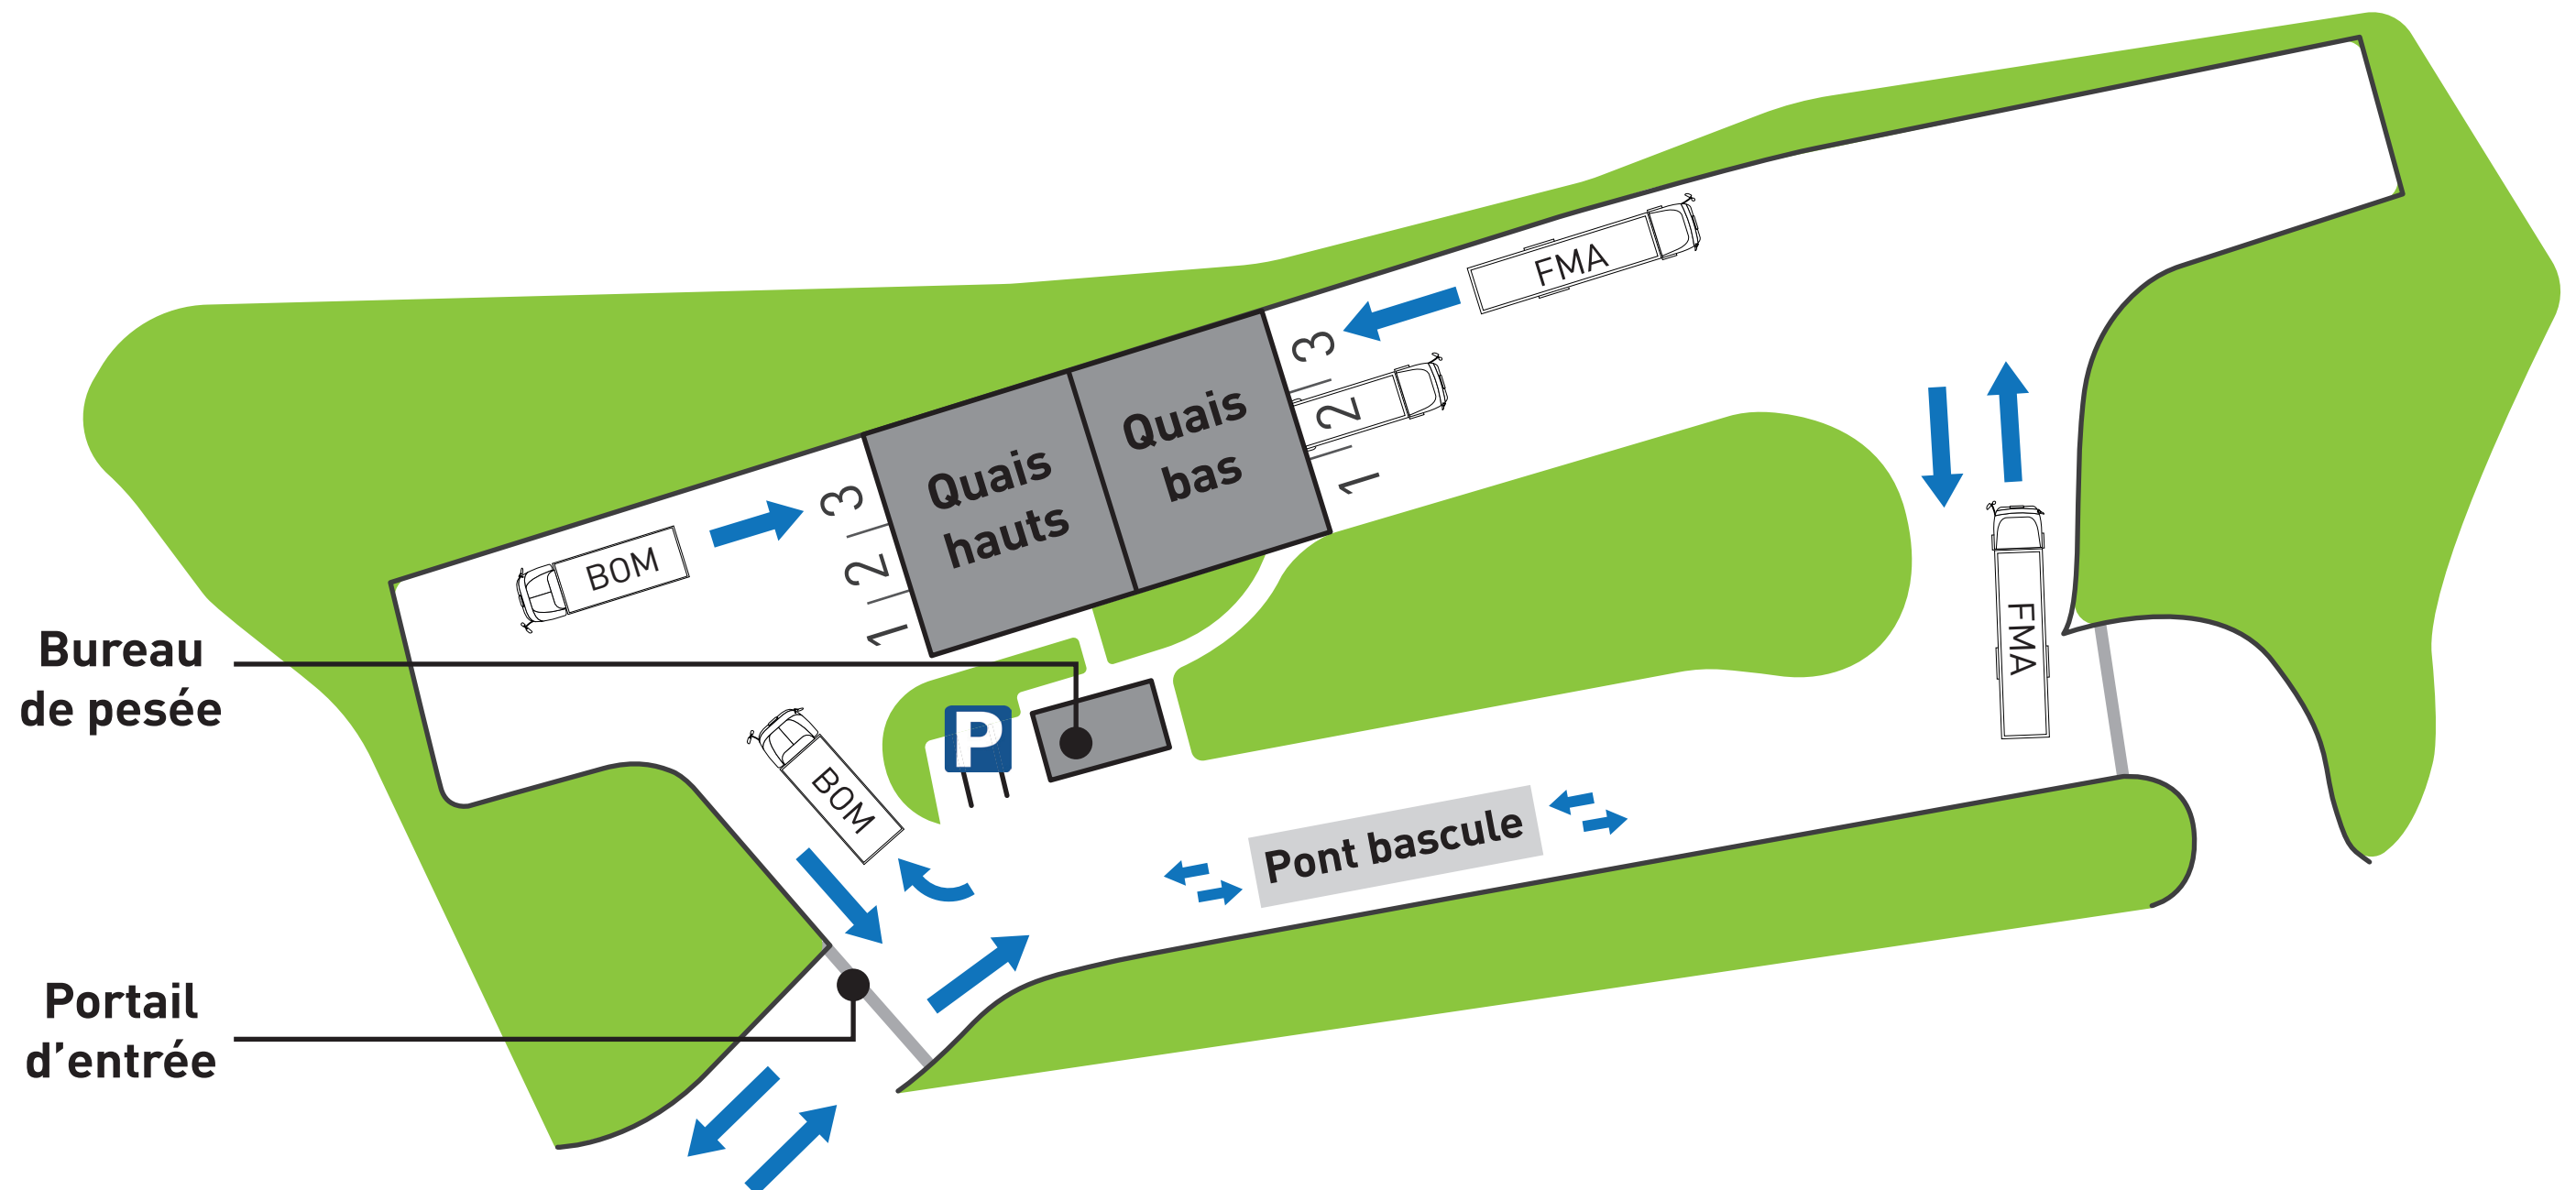 FMA
3
Quais
bas
2
1
Quais
hauts
3
2
1
BOM
FMA
Bureau
de pesée
P
BOM
Pont bascule
Portail
d’entrée